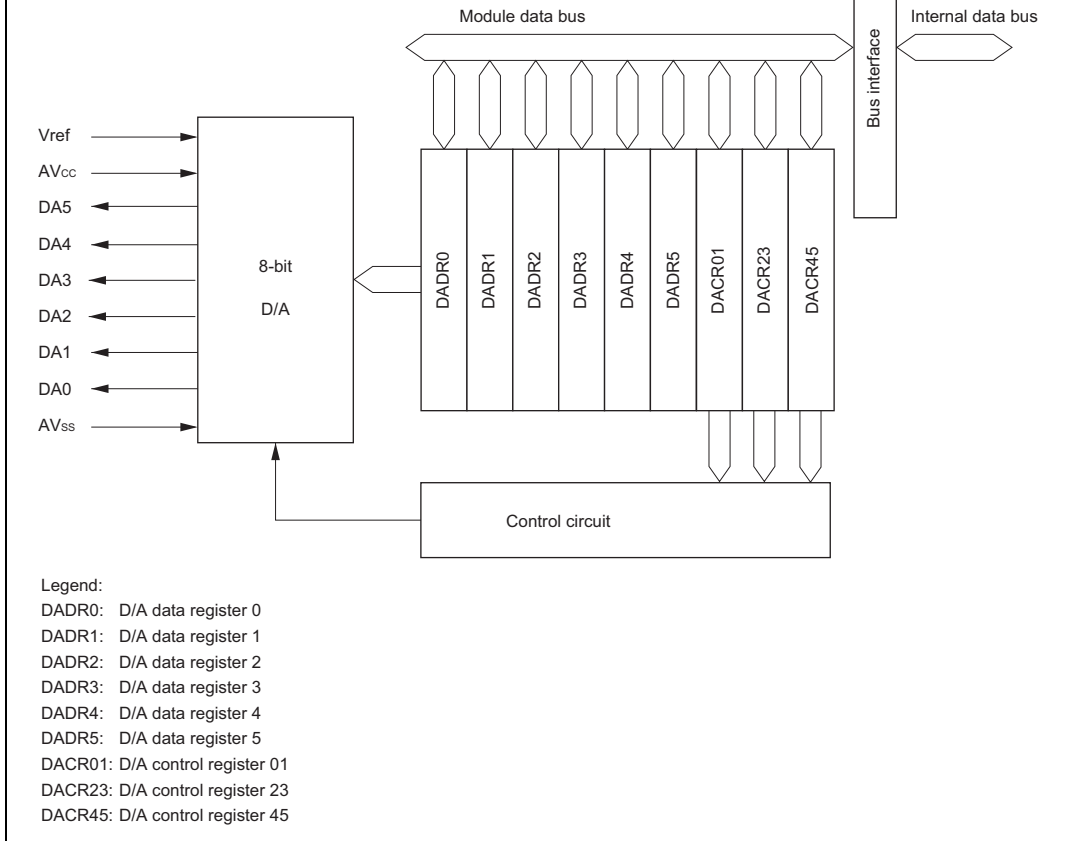 Module data bus
Internal data bus
Bus interface
Vref
AVcc
DA5
DA4
DA3
DA2
DA1
DA0
AVss
8-bit
D/A
DADR0
DADR1
DADR2
DADR3
DADR4
DADR5
DACR01
DACR23
DACR45
Control circuit
Legend:
DADR0: D/A data register 0
DADR1: D/A data register 1
DADR2: D/A data register 2
DADR3: D/A data register 3
DADR4: D/A data register 4
DADR5: D/A data register 5
DACR01: D/A control register 01
DACR23: D/A control register 23
DACR45: D/A control register 45